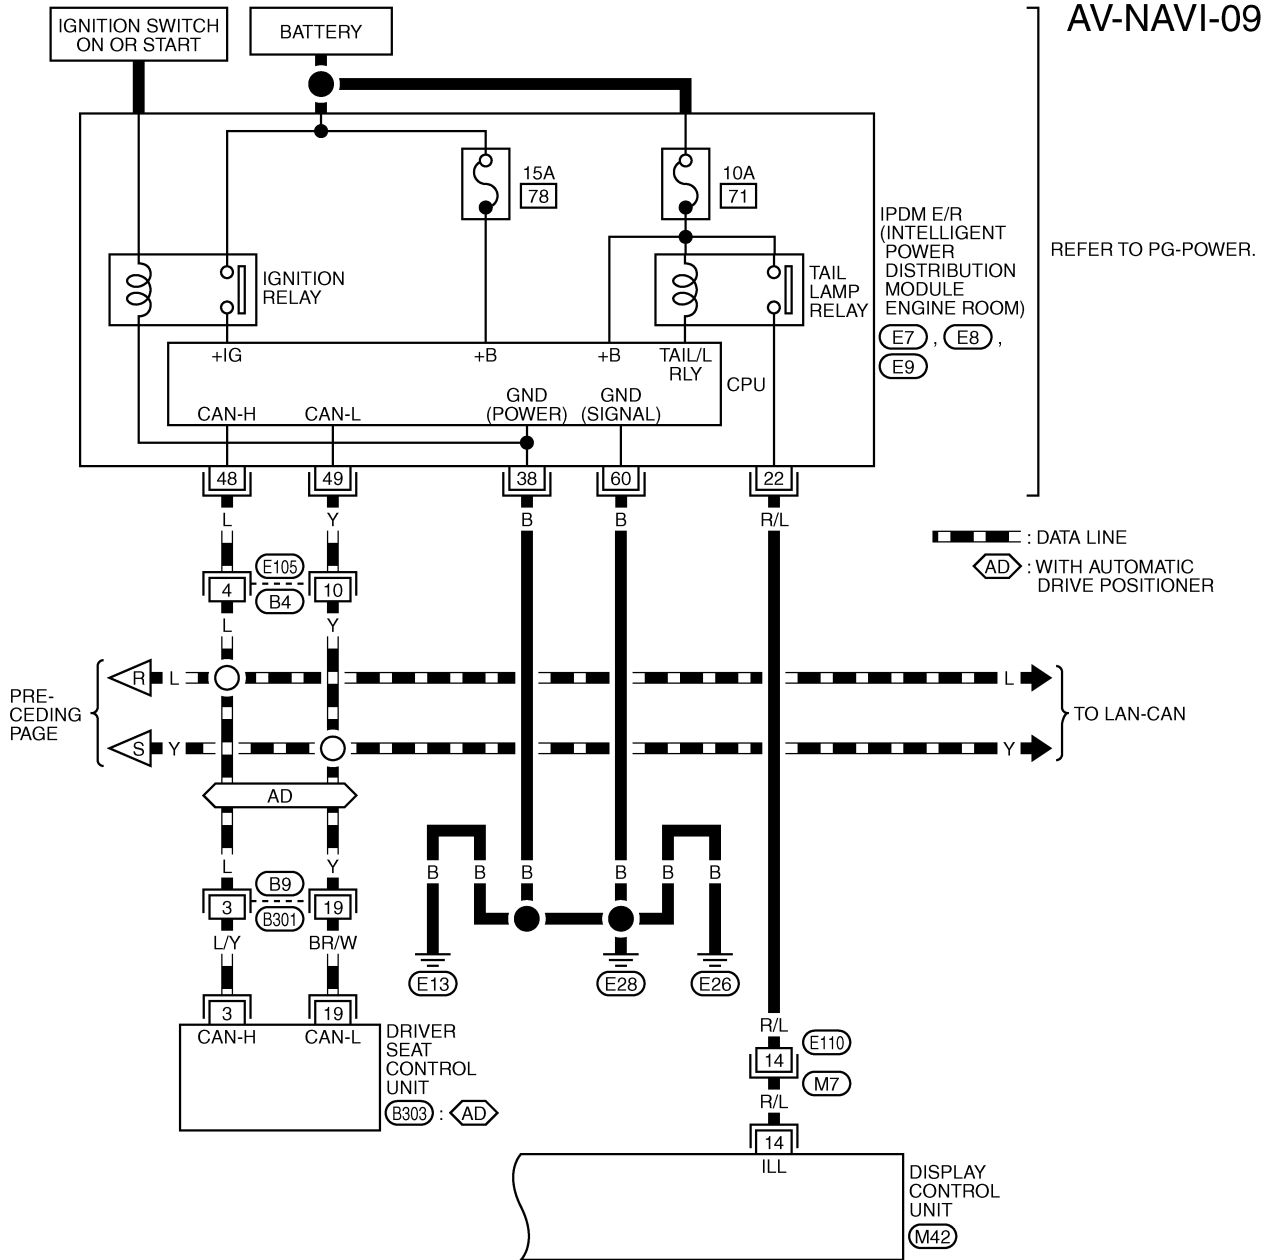 AV-NAVI-09
IGNITION SWITCH
ON OR START
BATTERY
15A
78
10A
71
IPDM E/R
(INTELLIGENT
POWER
DISTRIBUTION
MODULE
ENGINE ROOM)
E7 , E8 ,
E9
REFER TO PG-POWER.
IGNITION
RELAY
TAIL
LAMP
RELAY
+IG
+B
+B
TAIL/L
RLY
CPU
CAN-H
CAN-L
GND
(POWER)
GND
(SIGNAL)
48
49
38
60
22
L
Y
B
B
R/L
: DATA LINE
AD : WITH AUTOMATIC
DRIVE POSITIONER
E105
4
10
B4
L
Y
PRE-
CEDING
PAGE
R
L
L
S
Y
Y
TO LAN-CAN
AD
L
Y
B
B
B
B
B
B
B9
3
19
B301
L/Y
BR/W
E13
E28
E26
3
19
CAN-H
CAN-L
DRIVER
SEAT
CONTROL
UNIT
B303 : AD
R/L
E110
14
M7
R/L
14
ILL
DISPLAY
CONTROL
UNIT
M42